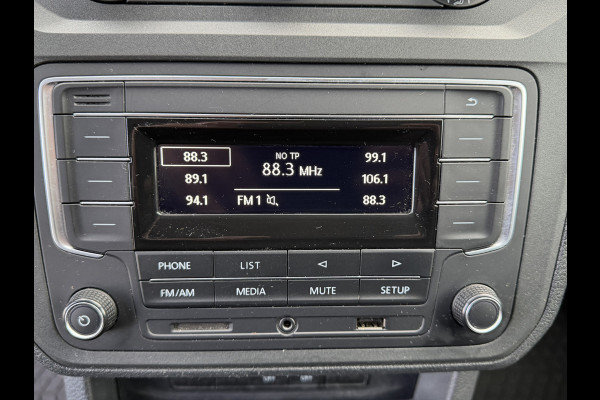 88.3 NO TP 99.1
88.3 MHz
89.1 106.1
94.1 FM 1 88.3
PHONE LIST
FM/AM MEDIA MUTE SETUP